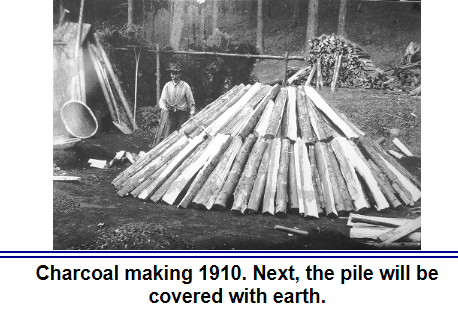 Charcoal making 1910. Next, the pile will be
covered with earth.